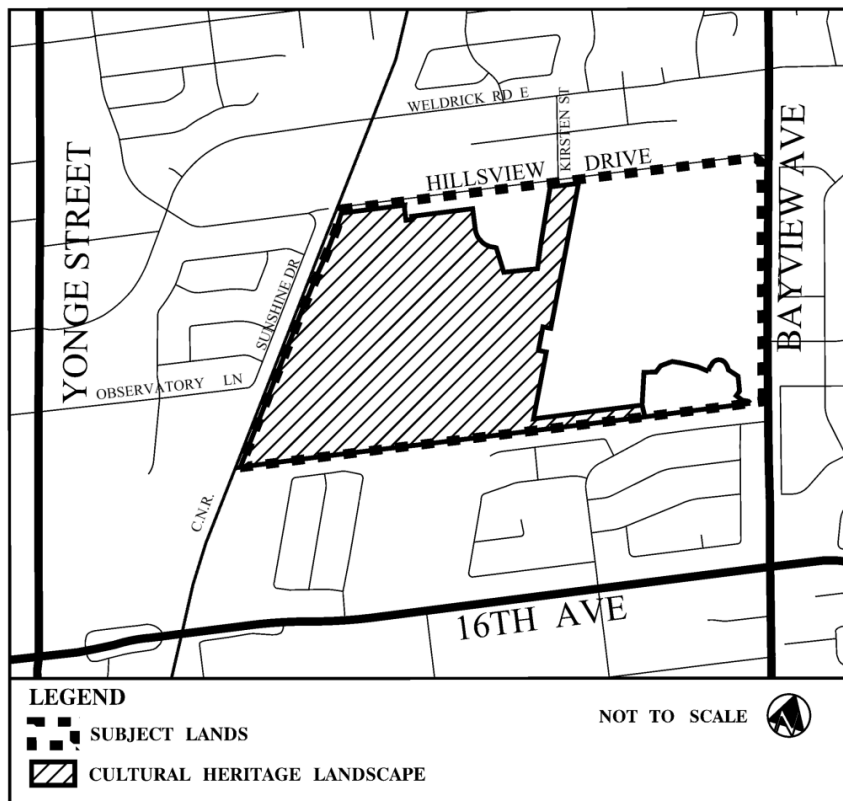 WELDRICK RD E
KIRSTEN ST
HILLSVIEW DRIVE
YONGE STREET
BAYVIEW AVE
SUNSHINE DR
OBSERVATORY LN
C.N.R.
16TH AVE
LEGEND
SUBJECT LANDS
NOT TO SCALE
CULTURAL HERITAGE LANDSCAPE